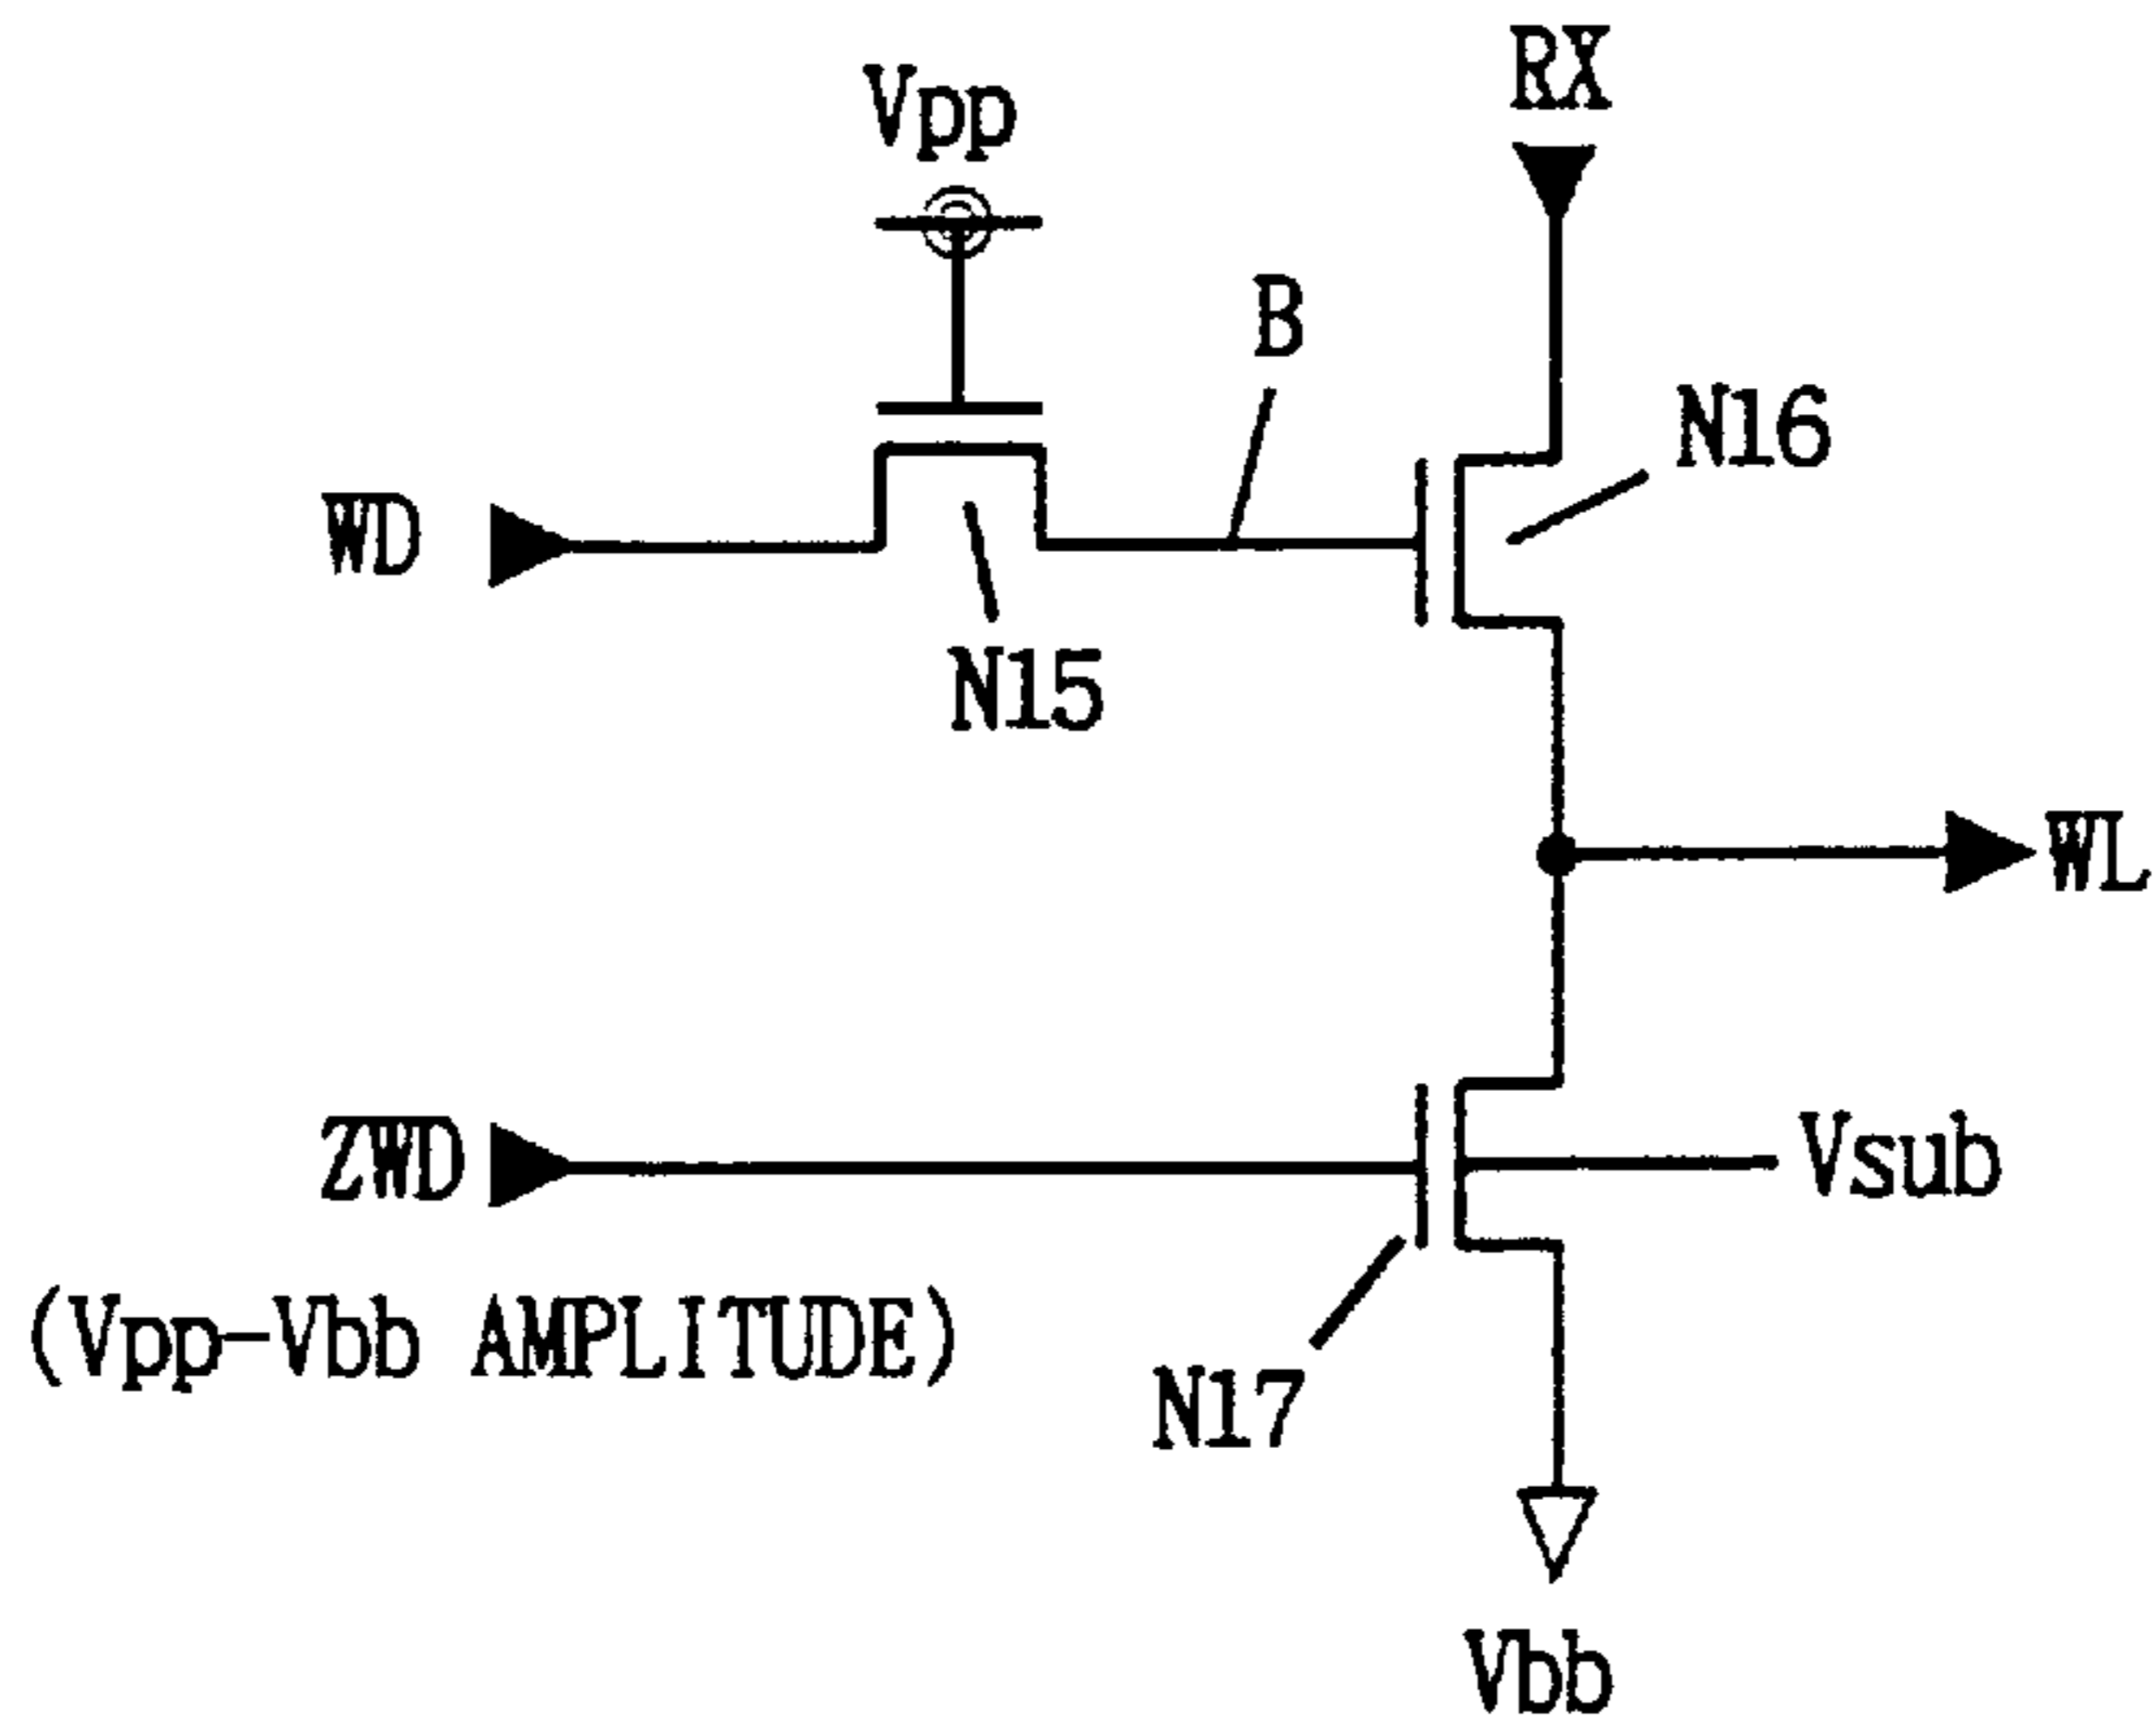 RX
Vpp
B
N16
WD
N15
WL
ZWD
Vsub
(Vpp-Vbb AMPLITUDE)
N17
Vbb